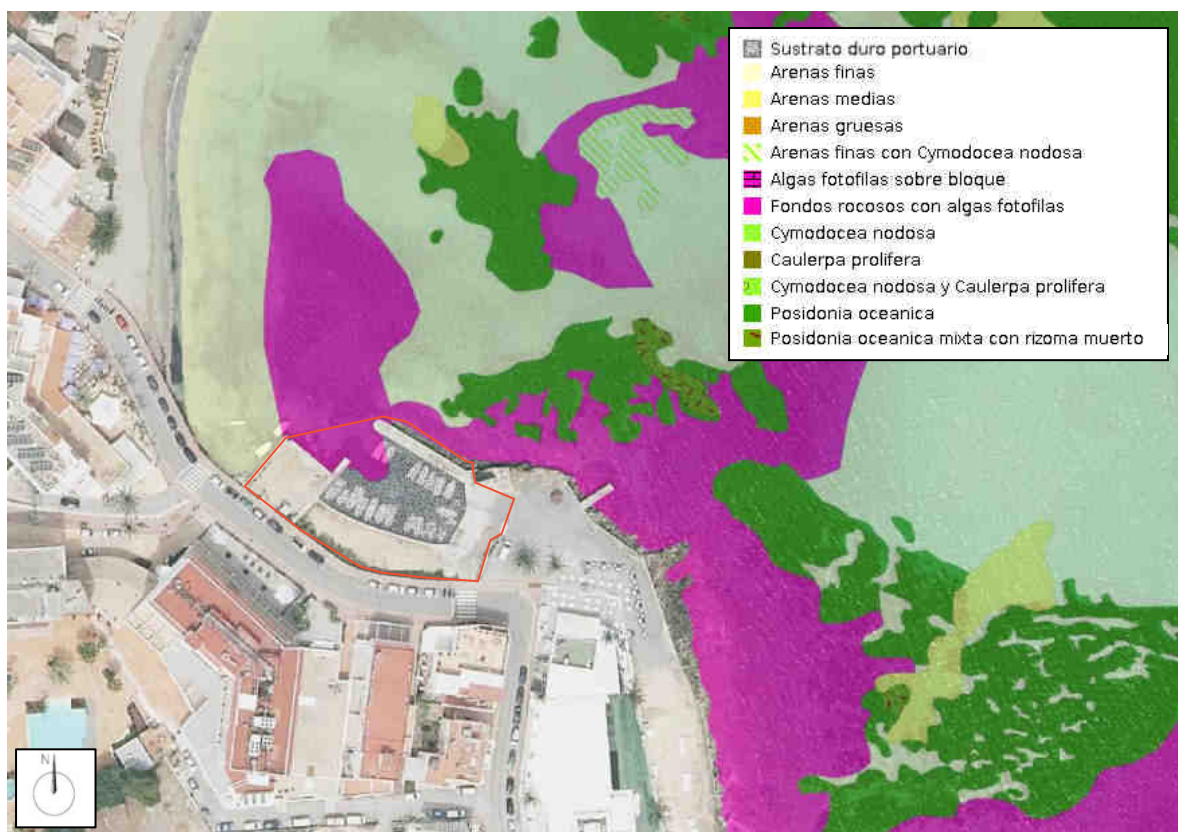 Sustrato duro portuario
Arenas finas
Arenas medias
Arenas gruesas
Arenas finas con Cymodocea nodosa
Algas fotofilas sobre bloque
Fondos rocosos con algas fotofilas
Cymodocea nodosa
Caulerpa prolifera
Cymodocea nodosa y Caulerpa prolifera
Posidonia oceanica
Posidonia oceanica mixta con rizoma muerto
N